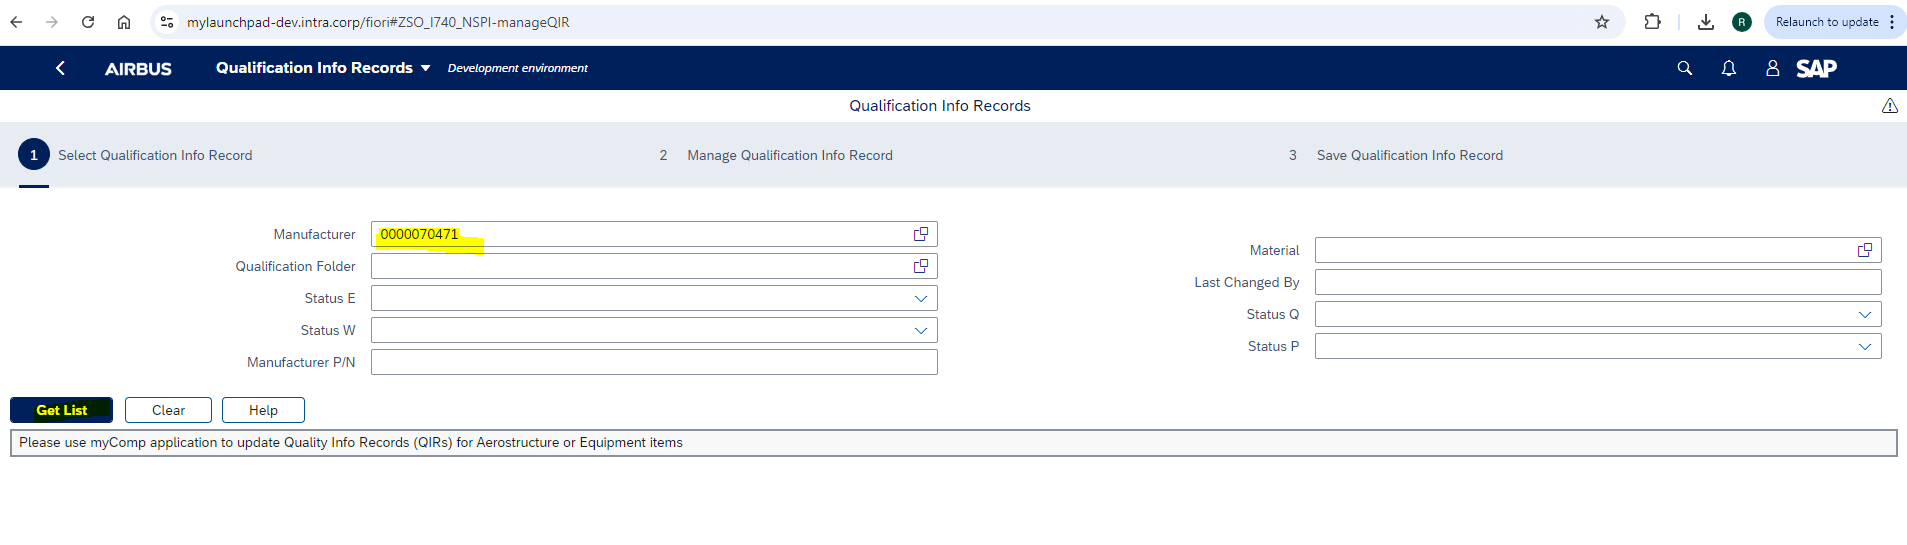 mylaunchpad-dev.intra.corp/fiori#ZSO_I740_NSPI-manageQIR
R
Relaunch to update
AIRBUS
Qualification Info Records
Development environment
SAP
Qualification Info Records
1 Select Qualification Info Record
2 Manage Qualification Info Record
3 Save Qualification Info Record
Manufacturer 0000070471
Qualification Folder
Status E
Status W
Manufacturer P/N
Material
Last Changed By
Status Q
Status P
Get List
Clear
Help
Please use myComp application to update Quality Info Records (QIRs) for Aerostructure or Equipment items